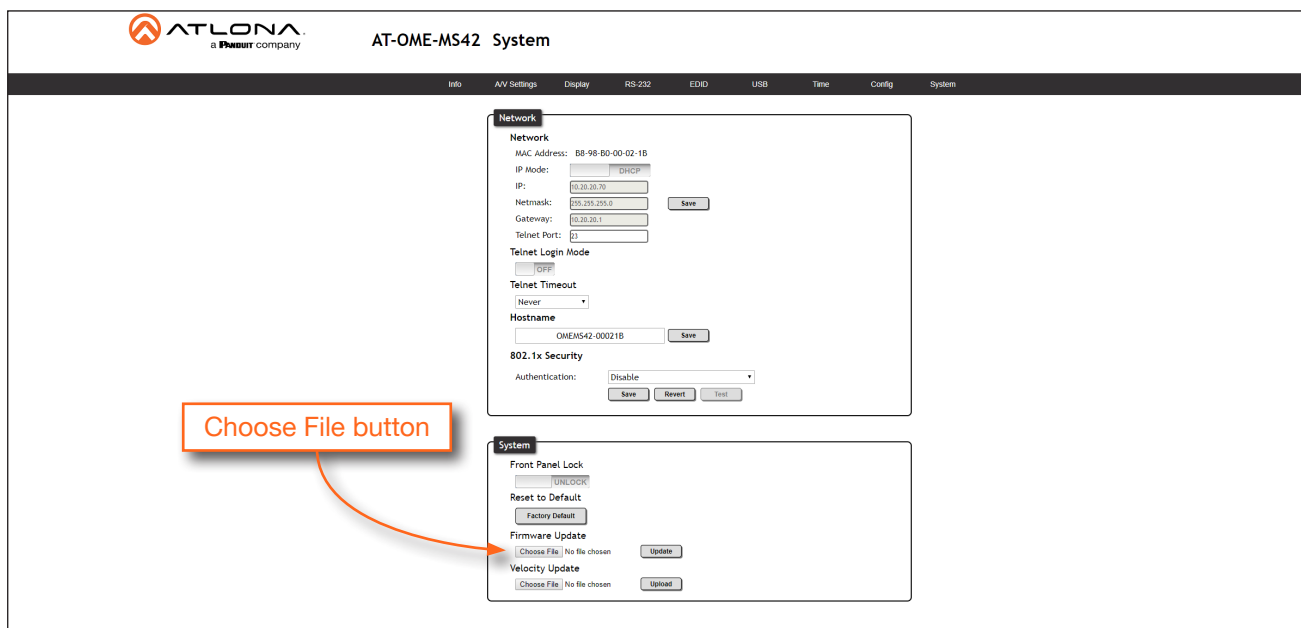 ATLONA.
a PANDUIT company
AT-OME-MS42 System
Info A/V Settings Display RS-232 EDID USB Time Config System
Network
Network
MAC Address: B8-98-B0-00-02-1B
IP Mode: DHCP
IP: 10.20.20.70
Netmask: 255.255.255.0 Save
Gateway: 10.20.20.1
Telnet Port: 23
Telnet Login Mode
OFF
Telnet Timeout
Never
Hostname
OMEMS42-00021B Save
802.1x Security
Authentication: Disable
Save Revert Test
Choose File button
System
Front Panel Lock
UNLOCK
Reset to Default
Factory Default
Firmware Update
Choose File No file chosen Update
Velocity Update
Choose File No file chosen Upload